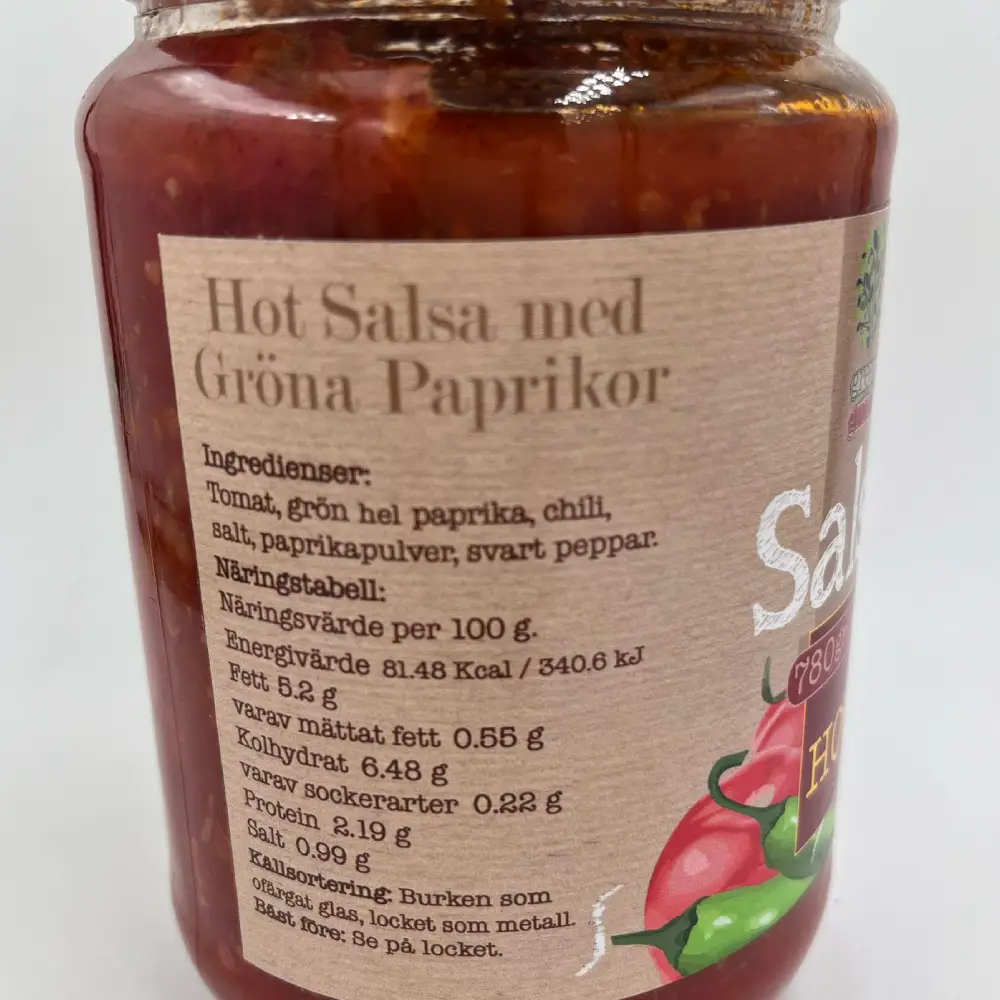 Hot Salsa med
Gröna Paprikor
Ingredienser:
Tomat, grön hel paprika, chili,
salt, paprikapulver, svart peppar.
Näringstabell:
Näringsvärde per 100 g.
Energivärde 81.48 Kcal / 340.6 kJ
Fett 5.2 g
varav mättat fett 0.55 g
Kolhydrat 6.48 g
varav sockerarter 0.22 g
Protein 2.19 g
Salt 0.99 g
Källsortering: Burken som
ofärgat glas, locket som metall.
Bäst före: Se på locket.
780